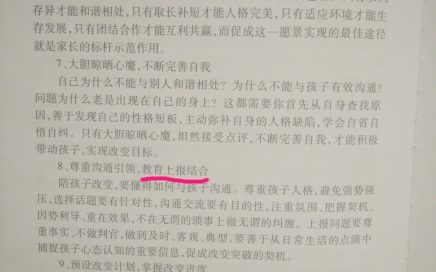 存异才能和谐相处，只有取长补短才能人格完美，只有适应环境才能生
存发展，只有团结合作才能互利共赢，而促成这一愿景实现的最佳途径
就是家长的标杆示范作用。
7、大胆晾晒心魔，不断完善自我
自己为什么不能与别人和谐相处？为什么不能与孩子有效沟通？
问题为什么老是出现在自己的身上？这都需要你首先从自身查找原
因，善于发现自己的性格短板，主动弥补自身的人格缺陷，学会自省自
悟自纠。只有大胆晾晒心魔，坦然接受点评，不断完善自我，才能积极
带动孩子，实现改变目标。
8、尊重沟通引领，教育上报结合
陪孩子改变，要懂得如何与孩子沟通。尊重孩子人格，避免强势强
压，选择话题要有针对性，沟通交流要有目的性，注重氛围、把握契机、
因势利导、重在效果，不在无谓的琐事上做无谓的纠缠。上报问题要尊
重事实、不做判官，做到及时、客观、典型，要善于从日常生活的点滴中
捕捉孩子心态认知的重要信息，促成改变突破的契机。
9、预设改变计划，掌握改变进度